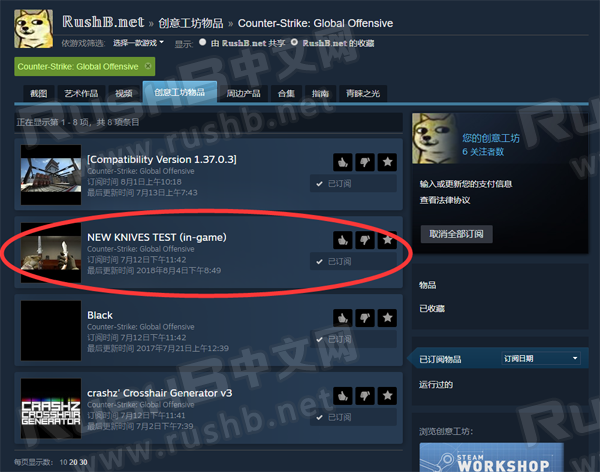 RushB.net » 创意工坊物品 » Counter-Strike: Global Offensive
依游戏筛选: 选择一款游戏 显示: 由 RushB.net 共享 RushB.net 的收藏
Counter-Strike: Global Offensive
截图 艺术作品 视频 创意工坊物品 周边产品 合集 指南 青睐之光
正在显示第 1 - 8 项，共 8 项条目
[Compatibility Version 1.37.0.3]
Counter-Strike: Global Offensive
订阅时间 8月1日上午10:18
最后更新时间 7月13日上午7:43
已订阅
NEW KNIVES TEST (in-game)
Counter-Strike: Global Offensive
订阅时间 7月12日下午11:42
最后更新时间 2018年8月4日下午8:49
已订阅
Black
Counter-Strike: Global Offensive
订阅时间 7月12日下午11:42
最后更新时间 2017年7月21日上午12:39
已订阅
CRASHZ
CROSSHAIR
GENERATOR
crashz' Crosshair Generator v3
Counter-Strike: Global Offensive
订阅时间 7月12日下午11:41
最后更新时间 7月2日下午7:39
已订阅
每页显示数: 10 20 30
您的创意工坊
6 关注者数
输入或更新您的支付信息
查看法律协议
取消全部订阅
物品
已收藏
已订阅物品 订阅日期
运行过的
浏览创意工坊:
STEAM
WORKSHOP
RushB中文网
www.rushb.net
RushB中文网
www.rushb.net